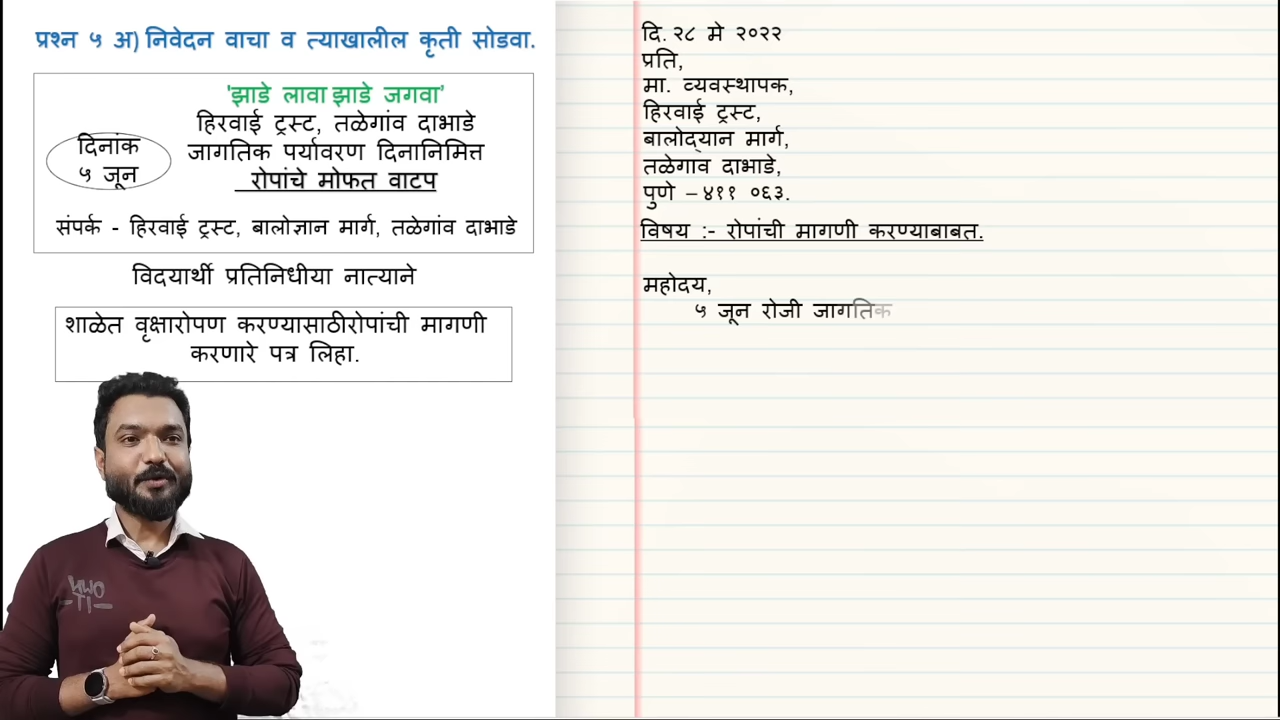 प्रश्न ५ अ) निवेदन वाचा व त्याखालील कृती सोडवा.
'झाडे लावा झाडे जगवा’
हिरवाई ट्रस्ट, तळेगांव दाभाडे
दिनांक
५ जून
जागतिक पर्यावरण दिनानिमित्त
रोपांचे मोफत वाटप
संपर्क - हिरवाई ट्रस्ट, बालोज्ञान मार्ग, तळेगांव दाभाडे
विदयार्थी प्रतिनिधीया नात्याने
शाळेत वृक्षारोपण करण्यासाठीरोपांची मागणी
करणारे पत्र लिहा.
दि. २८ मे २०२२
प्रति,
मा. व्यवस्थापक,
हिरवाई ट्रस्ट,
बालोद्‌यान मार्ग,
तळेगाव दाभाडे,
पुणे – ४११ ०६३.
विषय :- रोपांची मागणी करण्याबाबत.
महोदय,
५ जून रोजी जागतिक